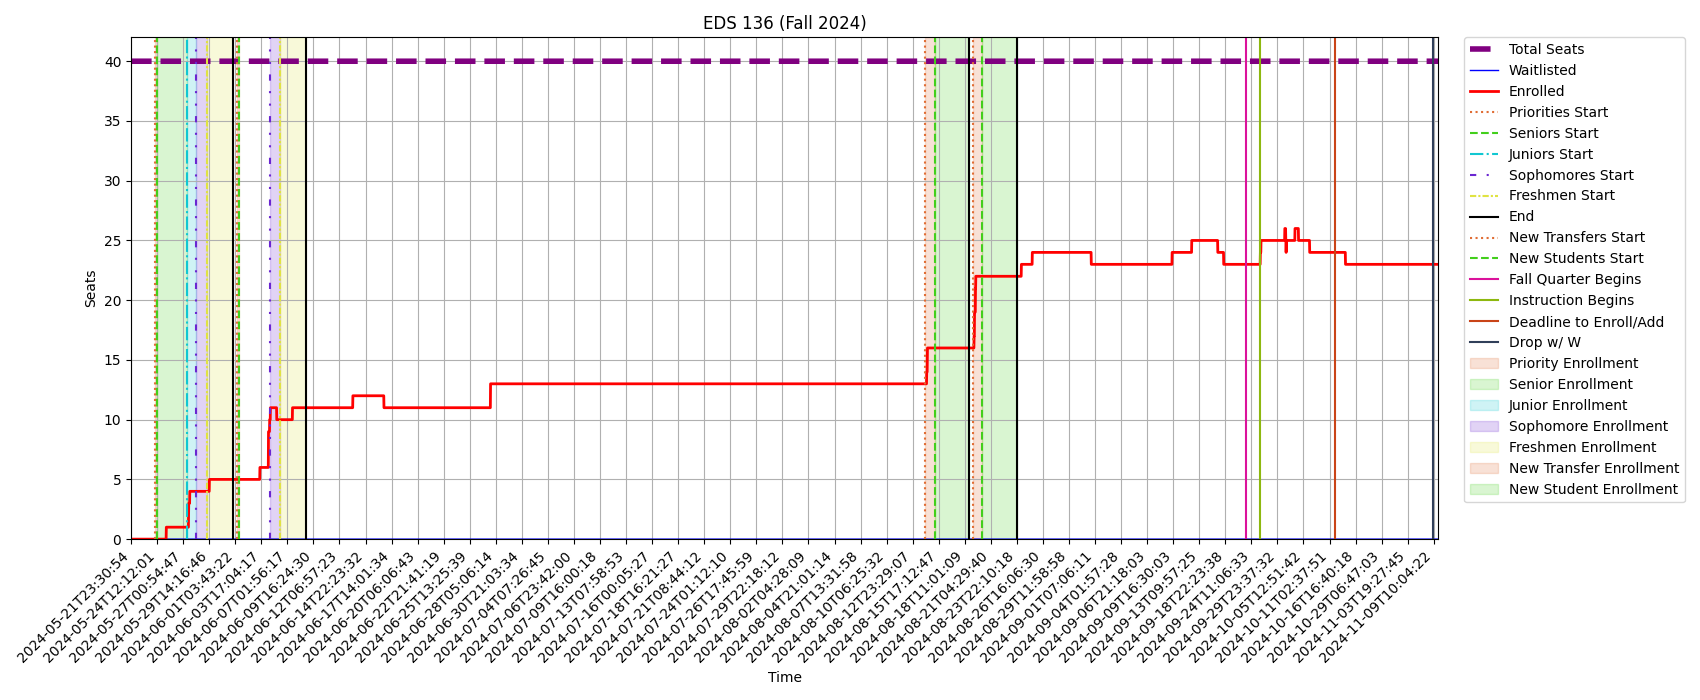 EDS 136 (Fall 2024)
Total Seats
Waitlisted
Enrolled
Priorities Start
Seniors Start
Juniors Start
Sophomores Start
Freshmen Start
End
New Transfers Start
New Students Start
Fall Quarter Begins
Instruction Begins
Deadline to Enroll/Add
Drop w/ W
Priority Enrollment
Senior Enrollment
Junior Enrollment
Sophomore Enrollment
Freshmen Enrollment
New Transfer Enrollment
New Student Enrollment
Seats
40
35
30
25
20
15
10
5
0
2024-05-21T23:30:54
2024-05-24T12:12:01
2024-05-27T00:54:47
2024-05-29T14:16:46
2024-06-01T03:43:22
2024-06-03T17:04:17
2024-06-07T01:56:17
2024-06-09T16:24:30
2024-06-12T06:57:23
2024-06-14T22:23:32
2024-06-17T14:01:34
2024-06-20T06:06:43
2024-06-22T21:41:19
2024-06-25T13:25:39
2024-06-28T05:06:14
2024-06-30T21:03:34
2024-07-04T07:26:45
2024-07-06T23:42:00
2024-07-09T16:00:18
2024-07-13T07:58:53
2024-07-16T00:05:27
2024-07-18T16:21:27
2024-07-21T08:44:12
2024-07-24T01:12:10
2024-07-26T17:45:59
2024-07-29T22:18:12
2024-08-02T04:28:09
2024-08-04T21:01:14
2024-08-07T13:31:58
2024-08-10T06:25:32
2024-08-12T23:29:07
2024-08-15T17:12:47
2024-08-18T11:01:09
2024-08-21T04:29:40
2024-08-23T22:10:18
2024-08-26T16:06:30
2024-08-29T11:58:58
2024-09-01T07:06:11
2024-09-04T01:57:28
2024-09-06T21:18:03
2024-09-09T16:30:03
2024-09-13T09:57:25
2024-09-18T22:23:38
2024-09-24T11:06:33
2024-09-29T23:37:32
2024-10-05T12:51:42
2024-10-11T02:37:51
2024-10-16T16:40:18
2024-10-29T06:47:03
2024-11-03T19:27:45
2024-11-09T10:04:22
Time